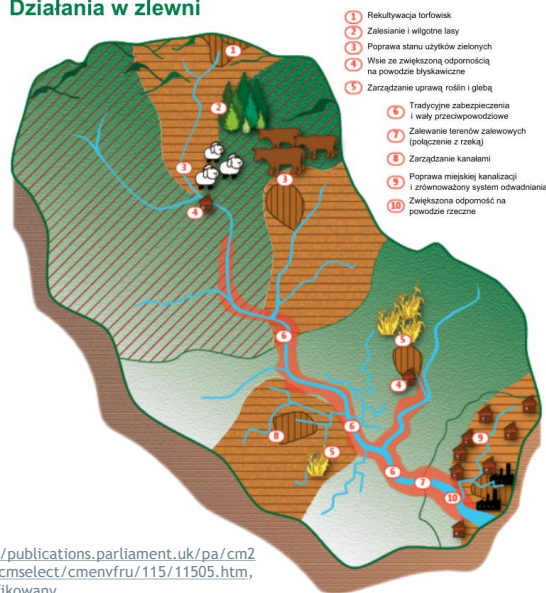 Działania w zlewni
1 Rekultywacja torfowisk
2 Zalesianie i wilgotne lasy
3 Poprawa stanu użytków zielonych
4 Wsie ze zwiększoną odpornością
na powodzie błyskawiczne
5 Zarządzanie uprawą roślin i glebą
6 Tradycyjne zabezpieczenia
i wały przeciwpowodziowe
7 Zalewanie terenów zalewowych
(połączenie z rzeką)
8 Zarządzanie kanałami
9 Poprawa miejskiej kanalizacji
i zrównoważony system odwadniania
10 Zwiększona odporność na
powodzie rzeczne
1
2
3
3
4
6
5
4
8
5
6
9
6
7
10
/publications.parliament.uk/pa/cm2
cmselect/cmenvfru/115/11505.htm,
ikowany